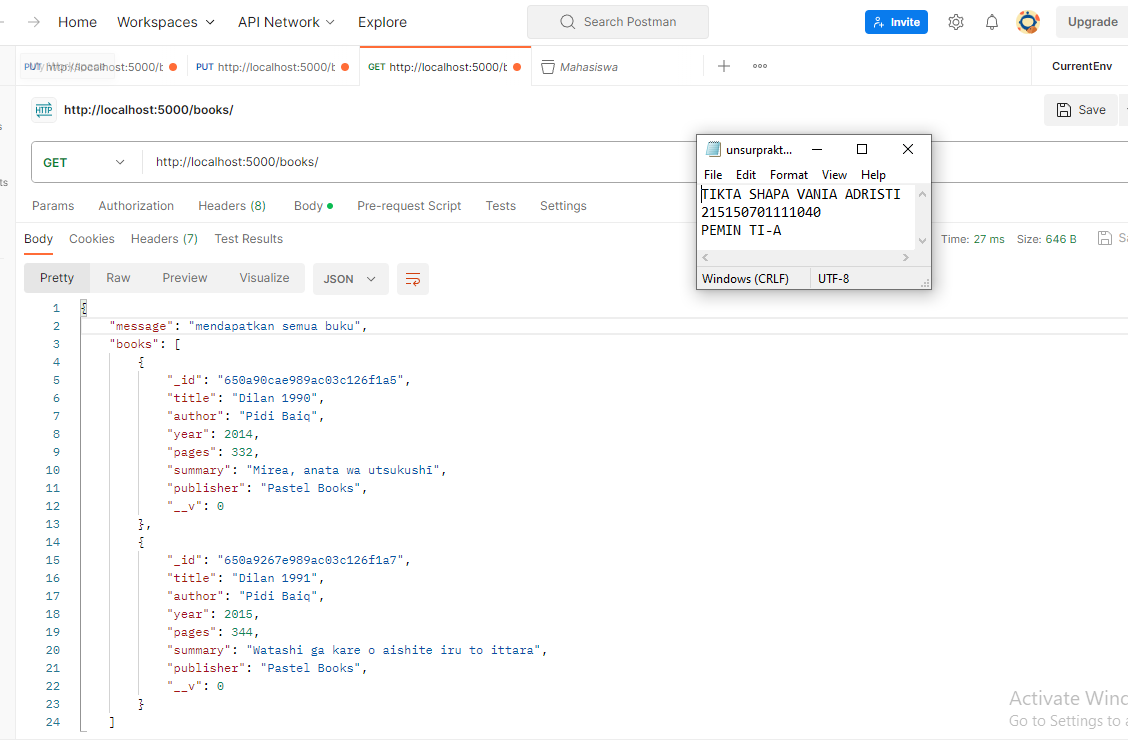 Home Workspaces API Network Explore Search Postman Invite Upgrade
PUT http://localhost:5000/b PUT http://localhost:5000/b GET http://localhost:5000/b Mahasiswa CurrentEnv
HTTP http://localhost:5000/books/ Save
GET http://localhost:5000/books/
Params Authorization Headers (8) Body Pre-request Script Tests Settings
unsurprakt...
File Edit Format View Help
TIKTA SHAPA VANIA ADRISTI
215150701111040
PEMIN TI-A
Windows (CRLF) UTF-8
Body Cookies Headers (7) Test Results Time: 27 ms Size: 646 B
Pretty Raw Preview Visualize JSON
1 {
2 "message": "mendapatkan semua buku",
3 "books": [
4 {
5 "_id": "650a90cae989ac03c126f1a5",
6 "title": "Dilan 1990",
7 "author": "Pidi Baiq",
8 "year": 2014,
9 "pages": 332,
10 "summary": "Mirea, anata wa utsukushī",
11 "publisher": "Pastel Books",
12 "__v": 0
13 },
14 {
15 "_id": "650a9267e989ac03c126f1a7",
16 "title": "Dilan 1991",
17 "author": "Pidi Baiq",
18 "year": 2015,
19 "pages": 344,
20 "summary": "Watashi ga kare o aishite iru to ittara",
21 "publisher": "Pastel Books",
22 "__v": 0
23 }
24 ]
Activate Wind
Go to Settings to a